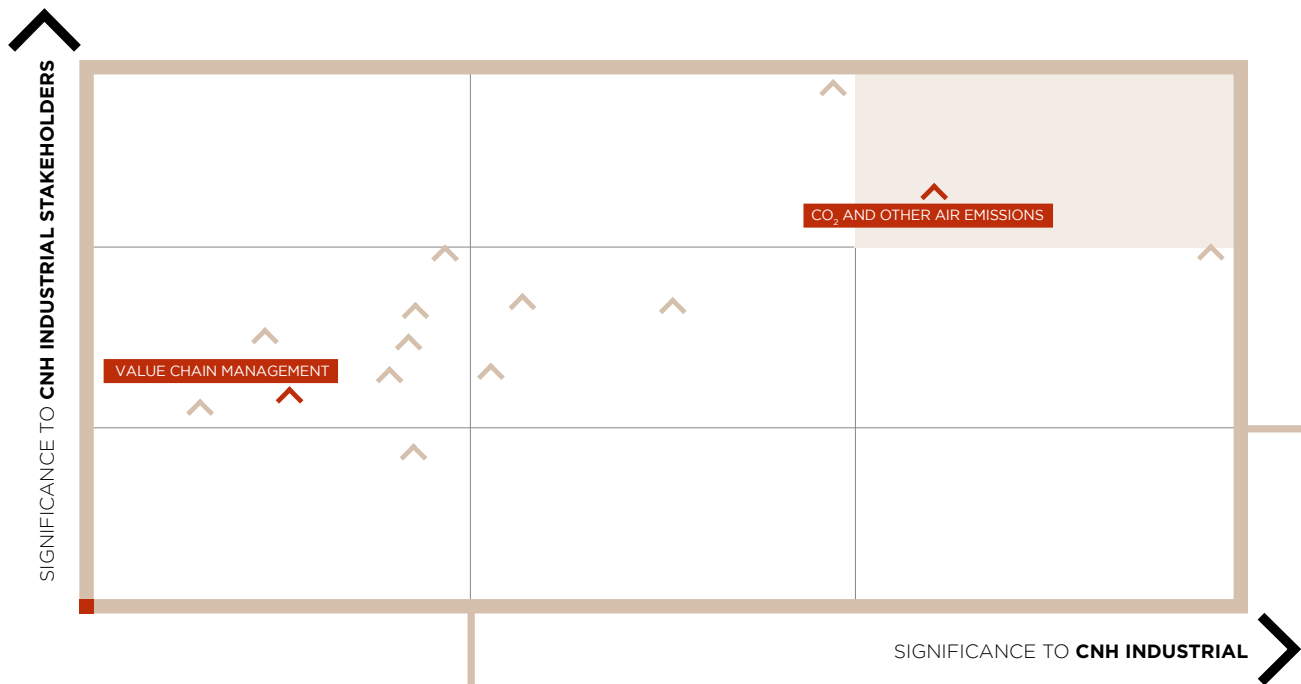 SIGNIFICANCE TO CNH INDUSTRIAL STAKEHOLDERS
CO₂ AND OTHER AIR EMISSIONS
VALUE CHAIN MANAGEMENT
SIGNIFICANCE TO CNH INDUSTRIAL